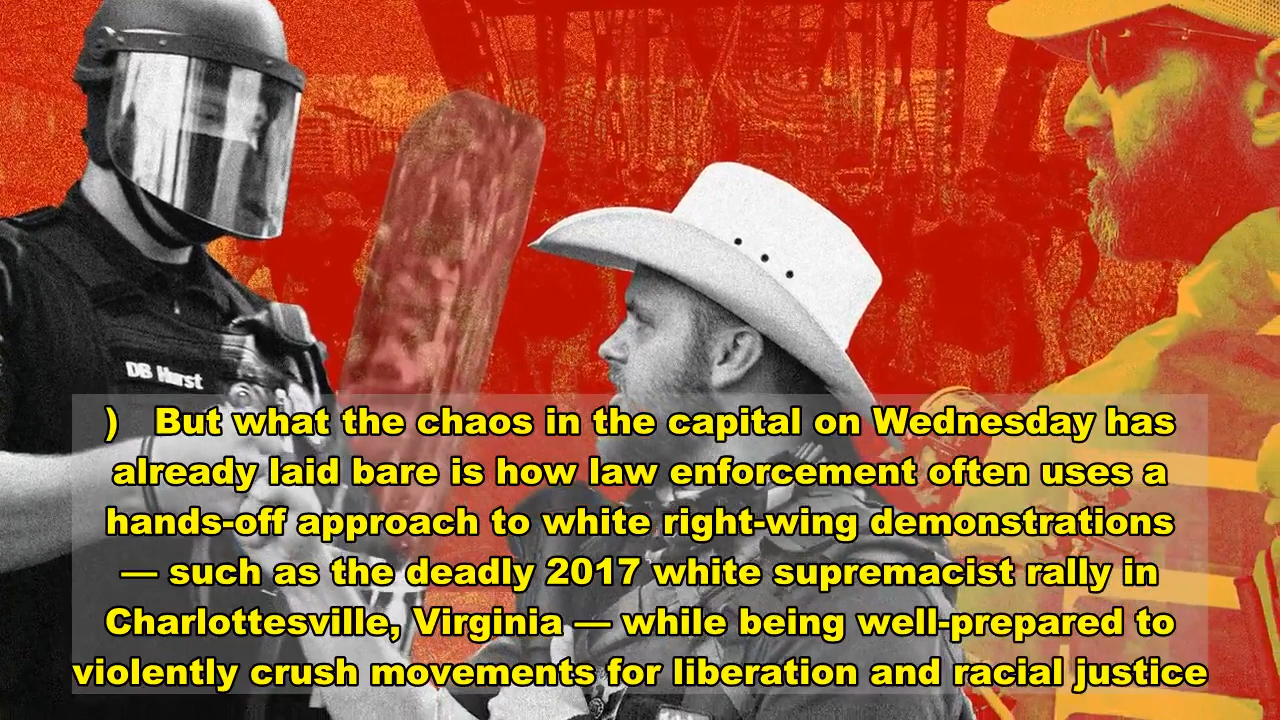 DB Hurst
)   But what the chaos in the capital on Wednesday has
already laid bare is how law enforcement often uses a
hands-off approach to white right-wing demonstrations
— such as the deadly 2017 white supremacist rally in
Charlottesville, Virginia — while being well-prepared to
violently crush movements for liberation and racial justice